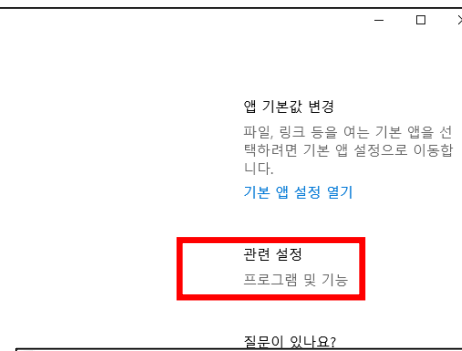 앱 기본값 변경
파일, 링크 등을 여는 기본 앱을 선
택하려면 기본 앱 설정으로 이동합
니다.
기본 앱 설정 열기
관련 설정
프로그램 및 기능
질문이 있나요?